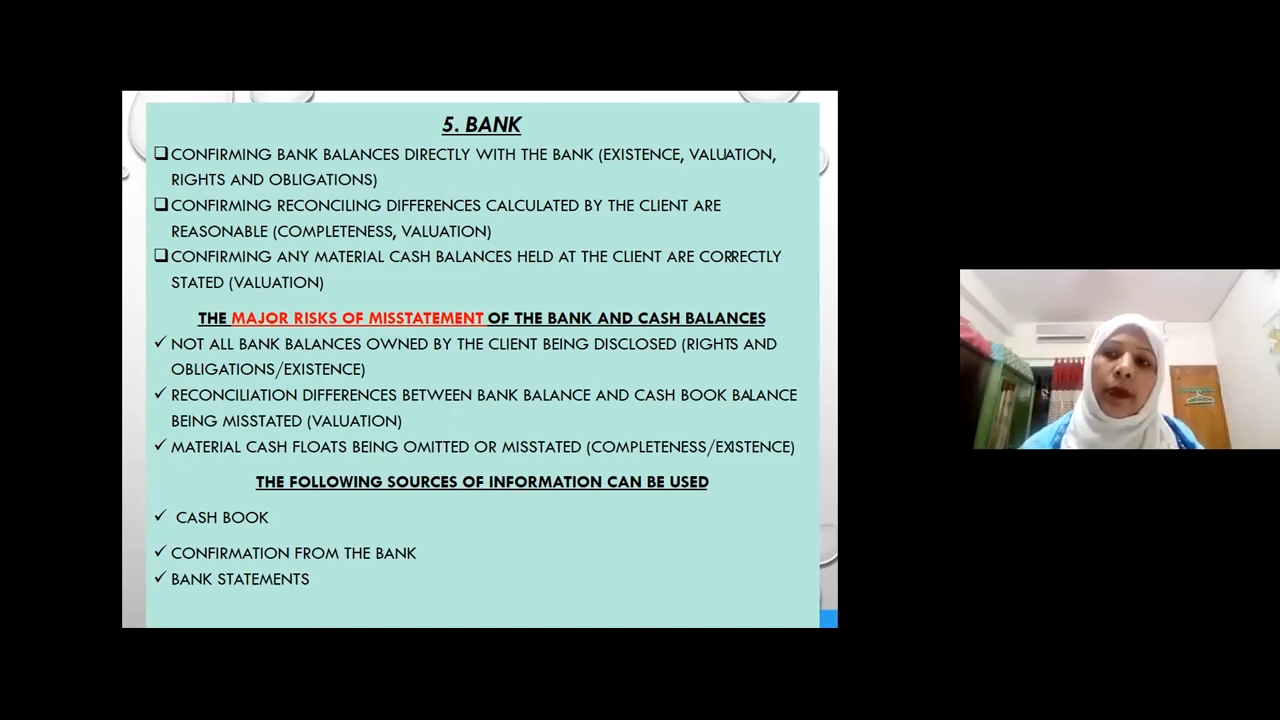 5. BANK
❑CONFIRMING BANK BALANCES DIRECTLY WITH THE BANK (EXISTENCE, VALUATION,
RIGHTS AND OBLIGATIONS)
❑CONFIRMING RECONCILING DIFFERENCES CALCULATED BY THE CLIENT ARE
REASONABLE (COMPLETENESS, VALUATION)
❑CONFIRMING ANY MATERIAL CASH BALANCES HELD AT THE CLIENT ARE CORRECTLY
STATED (VALUATION)
THE MAJOR RISKS OF MISSTATEMENT OF THE BANK AND CASH BALANCES
✓ NOT ALL BANK BALANCES OWNED BY THE CLIENT BEING DISCLOSED (RIGHTS AND
OBLIGATIONS/EXISTENCE)
✓ RECONCILIATION DIFFERENCES BETWEEN BANK BALANCE AND CASH BOOK BALANCE
BEING MISSTATED (VALUATION)
✓ MATERIAL CASH FLOATS BEING OMITTED OR MISSTATED (COMPLETENESS/EXISTENCE)
THE FOLLOWING SOURCES OF INFORMATION CAN BE USED
✓ CASH BOOK
✓ CONFIRMATION FROM THE BANK
✓ BANK STATEMENTS